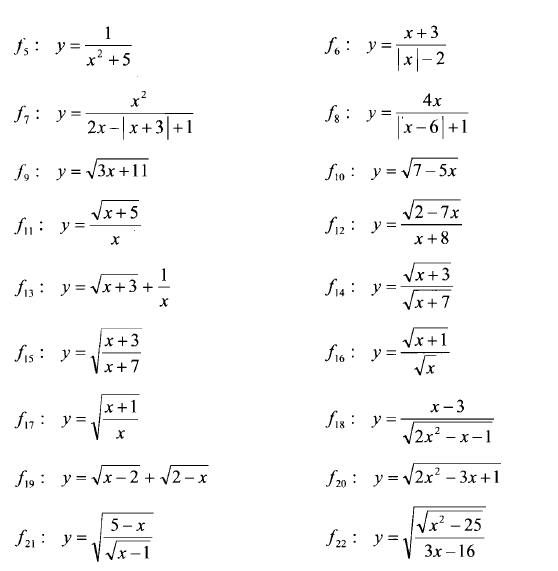 f₅ : y = 1/(x² + 5)
f₆ : y = (x + 3)/(|x| − 2)
f₇ : y = x²/(2x − |x + 3| + 1)
f₈ : y = 4x/(|x − 6| + 1)
f₉ : y = √(3x + 11)
f₁₀ : y = √(7 − 5x)
f₁₁ : y = √(x + 5)/x
f₁₂ : y = √(2 − 7x)/(x + 8)
f₁₃ : y = √(x + 3) + 1/x
f₁₄ : y = √(x + 3)/√(x + 7)
f₁₅ : y = √((x + 3)/(x + 7))
f₁₆ : y = √(x + 1)/√x
f₁₇ : y = √((x + 1)/x)
f₁₈ : y = (x − 3)/√(2x² − x − 1)
f₁₉ : y = √(x − 2) + √(2 − x)
f₂₀ : y = √(2x² − 3x + 1)
f₂₁ : y = √((5 − x)/√(x − 1))
f₂₂ : y = √(√(x² − 25)/(3x − 16))